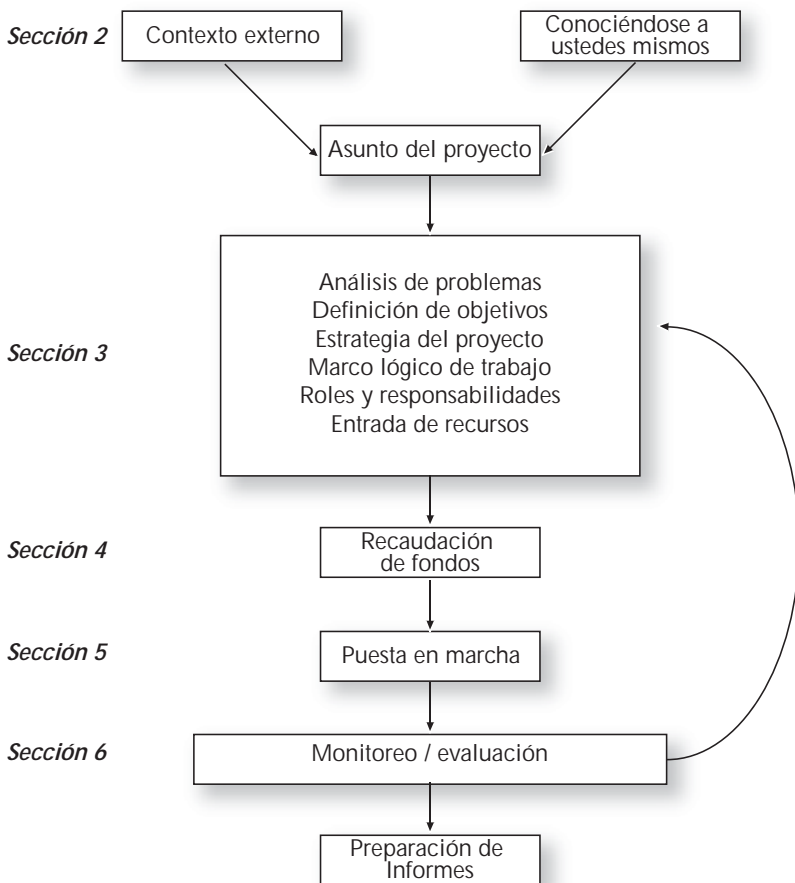 Sección 2
Contexto externo
Conociéndose a
ustedes mismos
Asunto del proyecto
Sección 3
Análisis de problemas
Definición de objetivos
Estrategia del proyecto
Marco lógico de trabajo
Roles y responsabilidades
Entrada de recursos
Sección 4
Recaudación
de fondos
Sección 5
Puesta en marcha
Sección 6
Monitoreo / evaluación
Preparación de
Informes